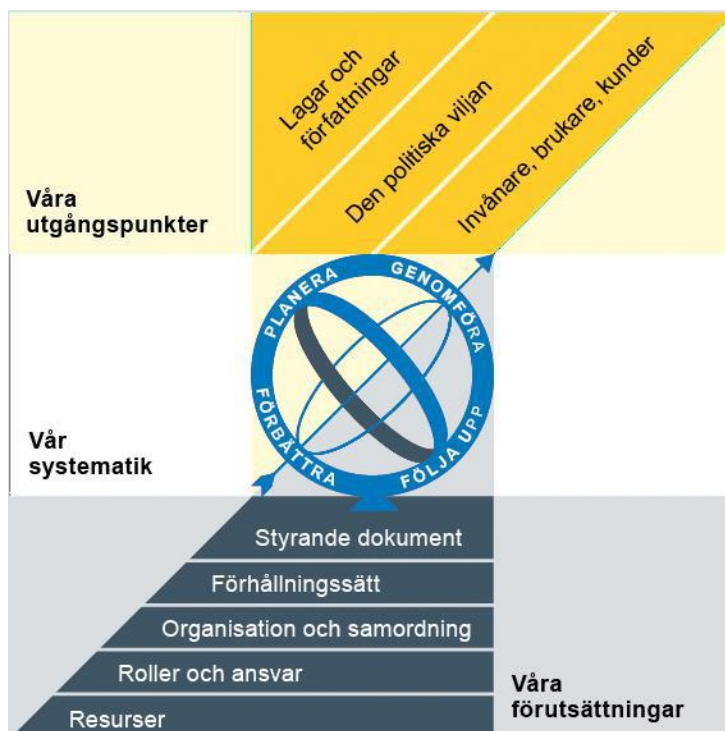 Lagar och
författningar
Den politiska viljan
Invånare, brukare, kunder
Våra
utgångspunkter
PLANERA
GENOMFÖRA
FÖRBÄTTRA
FÖLJA UPP
Vår
systematik
Styrande dokument
Förhållningssätt
Organisation och samordning
Roller och ansvar
Resurser
Våra
förutsättningar